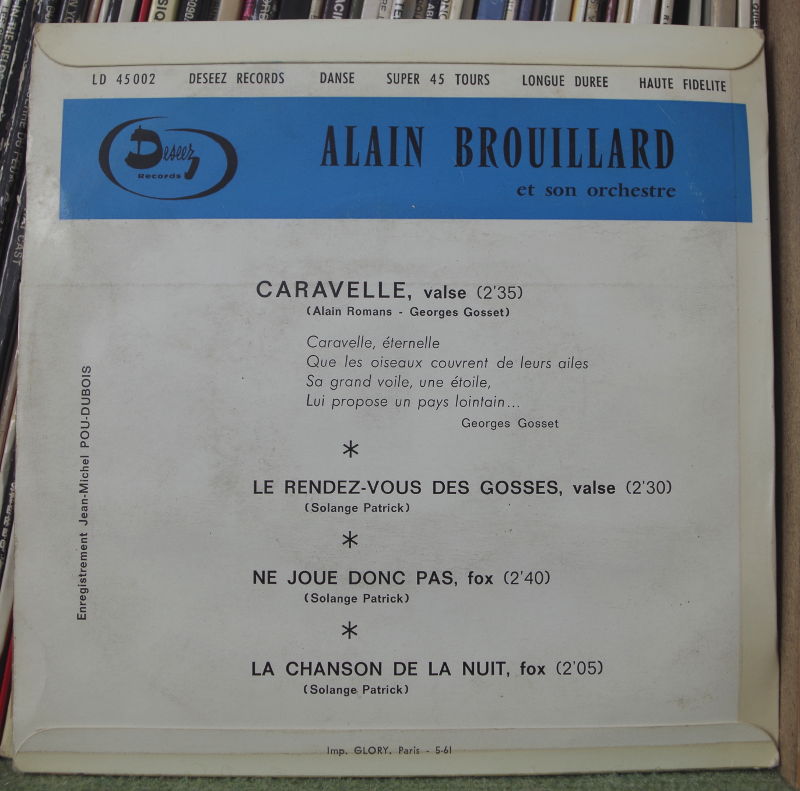 LD 45002 DESEEZ RECORDS DANSE SUPER 45 TOURS LONGUE DUREE HAUTE FIDELITE
Deseez
Records
ALAIN BROUILLARD
et son orchestre
CARAVELLE, valse (2'35)
(Alain Romans - Georges Gosset)
Caravelle, éternelle
Que les oiseaux couvrent de leurs ailes
Sa grand voile, une étoile,
Lui propose un pays lointain...
Georges Gosset
*
LE RENDEZ-VOUS DES GOSSES, valse (2'30)
(Solange Patrick)
*
NE JOUE DONC PAS, fox (2'40)
(Solange Patrick)
*
LA CHANSON DE LA NUIT, fox (2'05)
(Solange Patrick)
Enregistrement Jean-Michel POU-DUBOIS
Imp. GLORY, Paris - 5-61